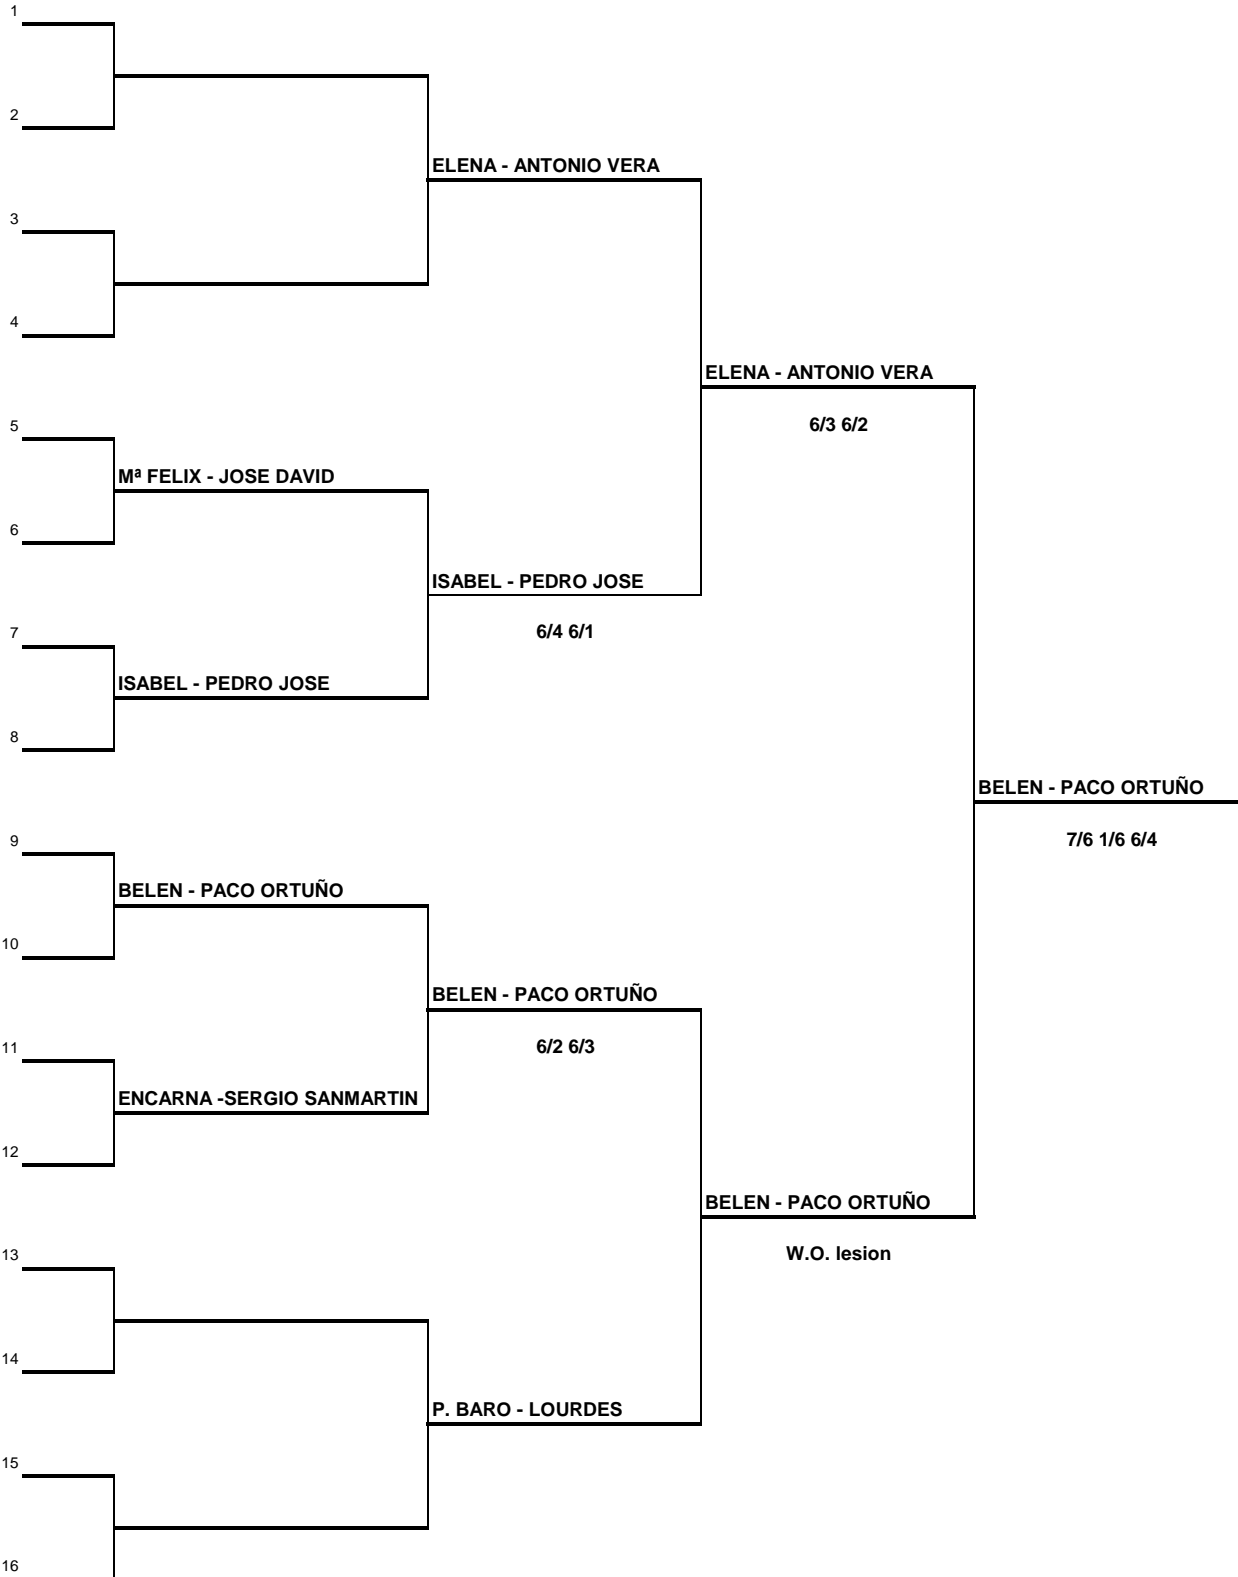 1
2
ELENA - ANTONIO VERA
3
4
ELENA - ANTONIO VERA
6/3 6/2
5
Mª FELIX - JOSE DAVID
6
ISABEL - PEDRO JOSE
6/4 6/1
7
ISABEL - PEDRO JOSE
8
BELEN - PACO ORTUÑO
7/6 1/6 6/4
9
BELEN - PACO ORTUÑO
10
BELEN - PACO ORTUÑO
6/2 6/3
11
ENCARNA -SERGIO SANMARTIN
12
BELEN - PACO ORTUÑO
W.O. lesion
13
14
P. BARO - LOURDES
15
16